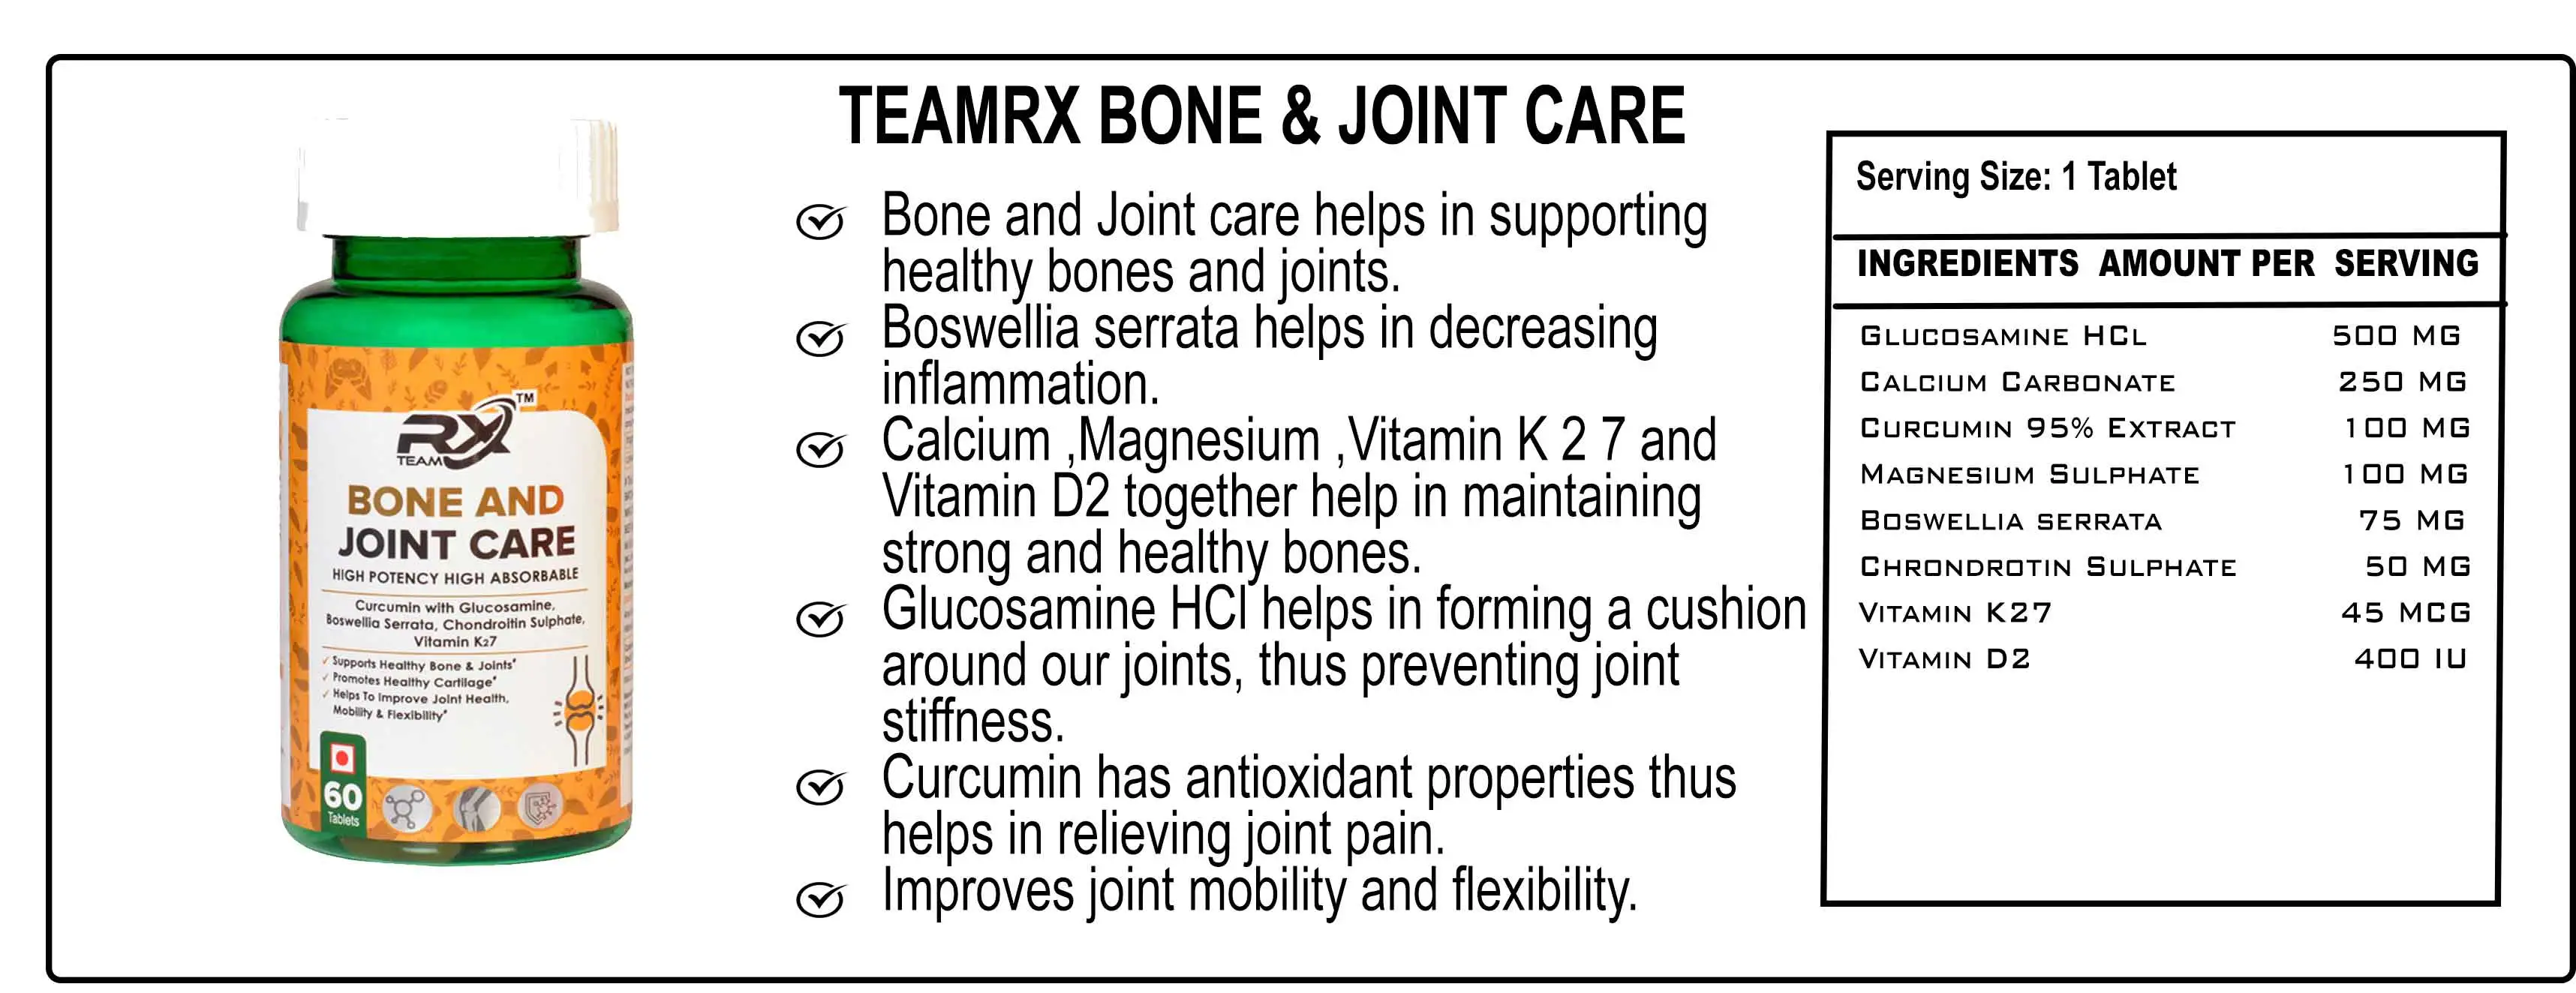 TEAMRX BONE & JOINT CARE
Bone and Joint care helps in supporting
healthy bones and joints.
Boswellia serrata helps in decreasing
inflammation.
Calcium ,Magnesium ,Vitamin K 2 7 and
Vitamin D2 together help in maintaining
strong and healthy bones.
Glucosamine HCl helps in forming a cushion
around our joints, thus preventing joint
stiffness.
Curcumin has antioxidant properties thus
helps in relieving joint pain.
Improves joint mobility and flexibility.
Serving Size: 1 Tablet
INGREDIENTS AMOUNT PER SERVING
Glucosamine HCl 500 MG
Calcium Carbonate 250 MG
Curcumin 95% Extract 100 MG
Magnesium Sulphate 100 MG
Boswellia serrata 75 MG
Chrondrotin Sulphate 50 MG
Vitamin K27 45 MCG
Vitamin D2 400 IU
RX TM
TEAM
BONE AND
JOINT CARE
HIGH POTENCY HIGH ABSORBABLE
Curcumin with Glucosamine,
Boswellia Serrata, Chondroitin Sulphate,
Vitamin K27
Supports Healthy Bone & Joints*
Promotes Healthy Cartilage*
Helps To Improve Joint Health,
Mobility & Flexibility*
60
Tablets